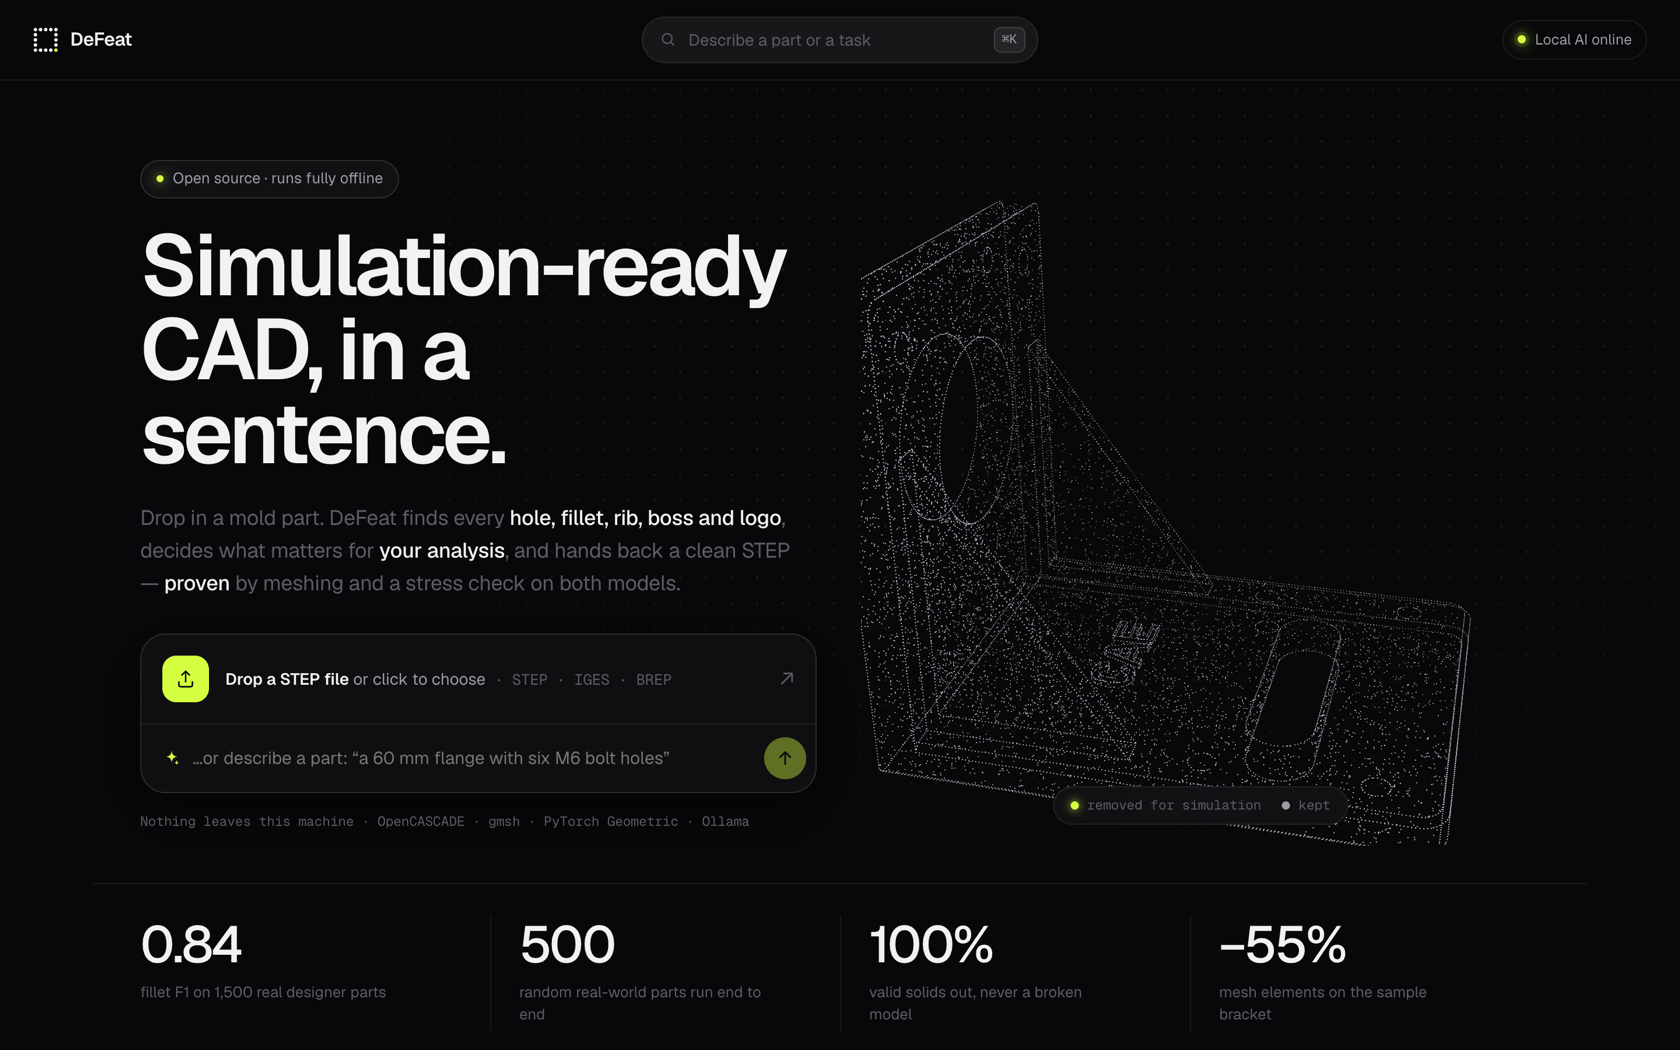 DeFeat
Describe a part or a task
⌘K
Local AI online
Open source · runs fully offline
Simulation-ready
CAD, in a
sentence.
Drop in a mold part. DeFeat finds every hole, fillet, rib, boss and logo,
decides what matters for your analysis, and hands back a clean STEP
— proven by meshing and a stress check on both models.
Drop a STEP file or click to choose · STEP · IGES · BREP
…or describe a part: “a 60 mm flange with six M6 bolt holes”
Nothing leaves this machine · OpenCASCADE · gmsh · PyTorch Geometric · Ollama
removed for simulation
kept
0.84
fillet F1 on 1,500 real designer parts
500
random real-world parts run end to
end
100%
valid solids out, never a broken
model
–55%
mesh elements on the sample
bracket